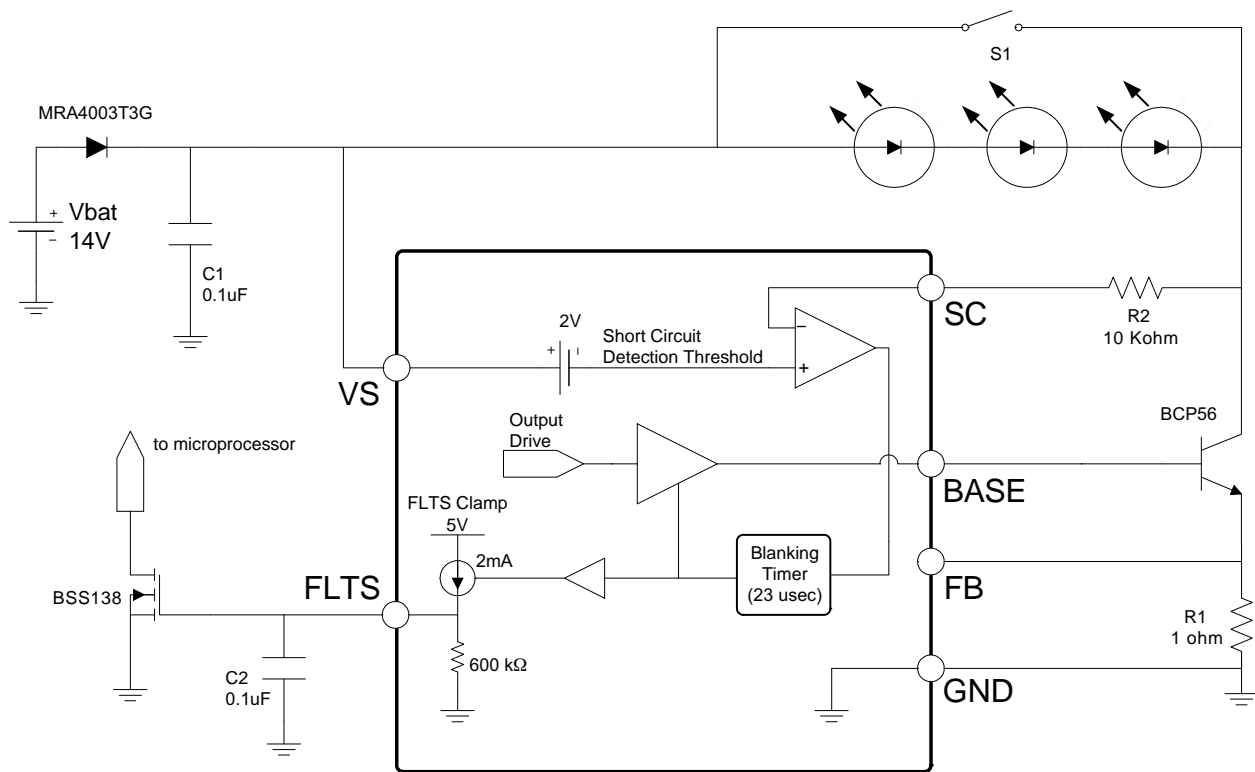 S1
MRA4003T3G
+
−
Vbat
14V
C1
0.1uF
SC
R2
10 Kohm
2V
+
-
Short Circuit
Detection Threshold
−
+
VS
BCP56
to microprocessor
Output
Drive
BASE
FLTS Clamp
5V
2mA
Blanking
Timer
(23 usec)
FLTS
FB
BSS138
R1
1 ohm
600 kΩ
C2
0.1uF
GND